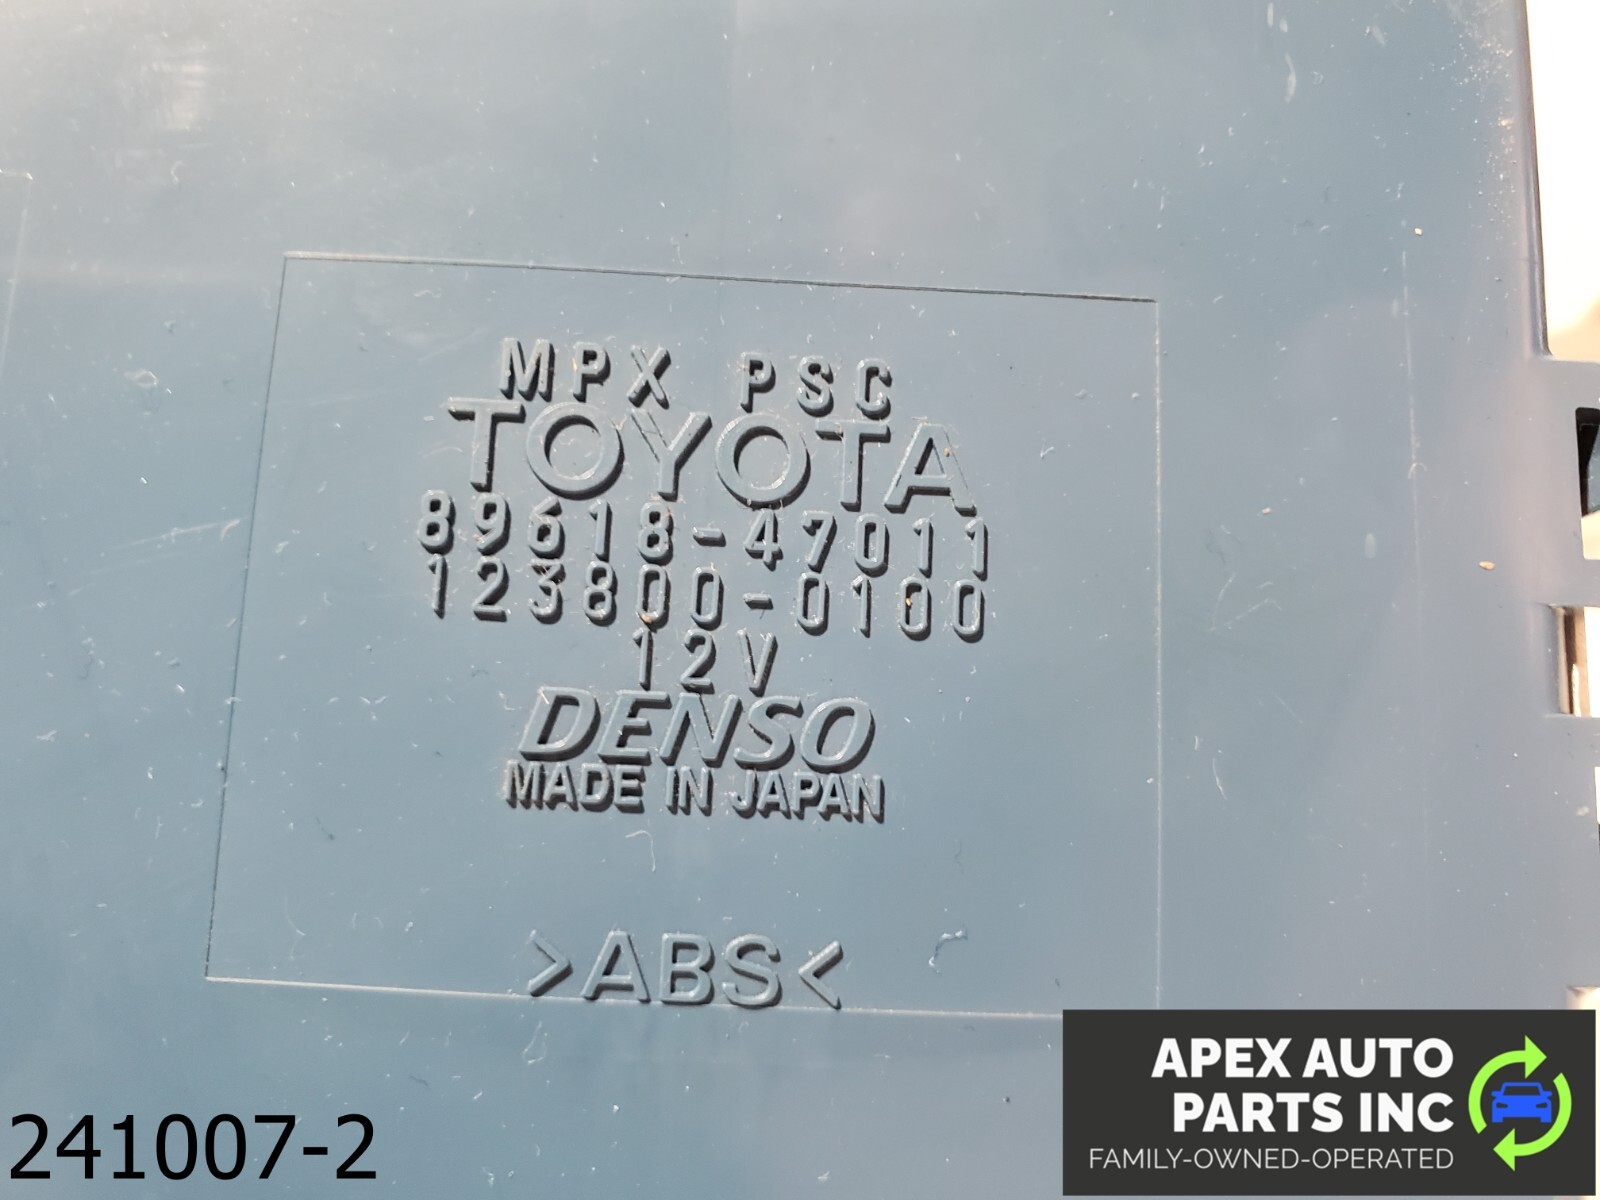 MPX PSC
TOYOTA
89618-47011
123800-0100
12V
DENSO
MADE IN JAPAN
>ABS<
241007-2
APEX AUTO
PARTS INC
FAMILY-OWNED-OPERATED